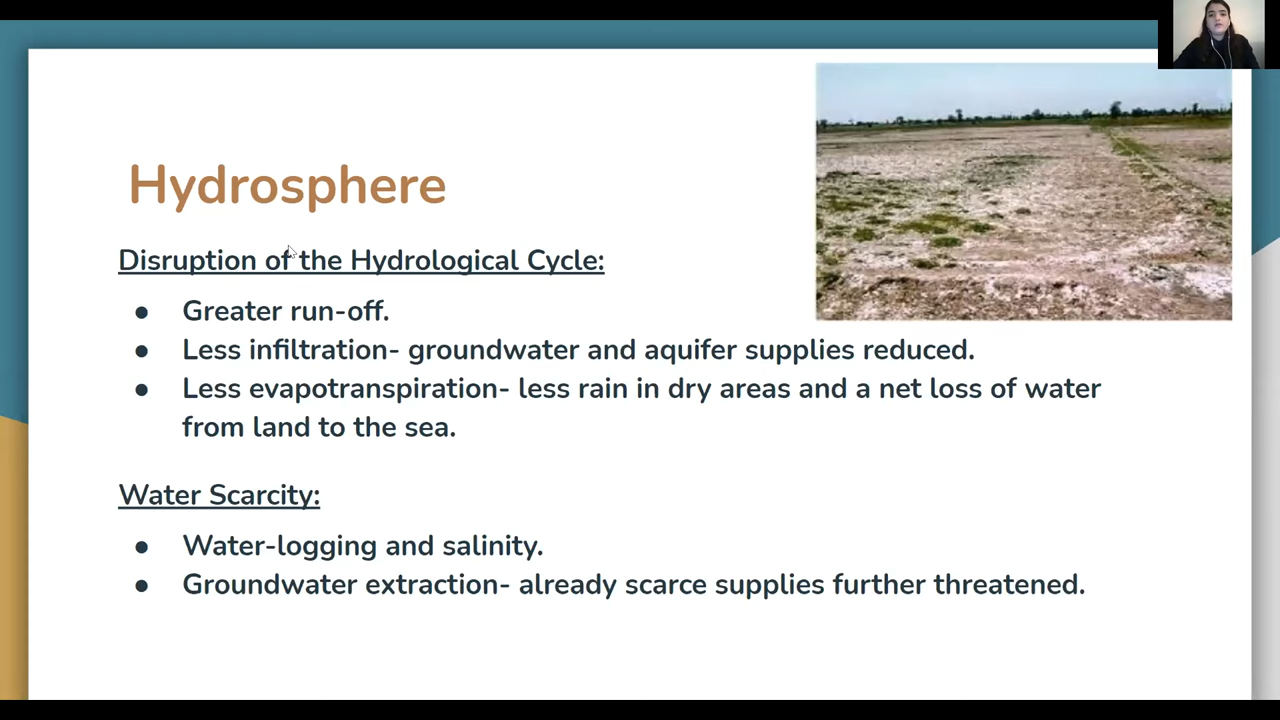 Hydrosphere
Disruption of the Hydrological Cycle:
● Greater run-off.
● Less infiltration- groundwater and aquifer supplies reduced.
● Less evapotranspiration- less rain in dry areas and a net loss of water
from land to the sea.
Water Scarcity:
● Water-logging and salinity.
● Groundwater extraction- already scarce supplies further threatened.